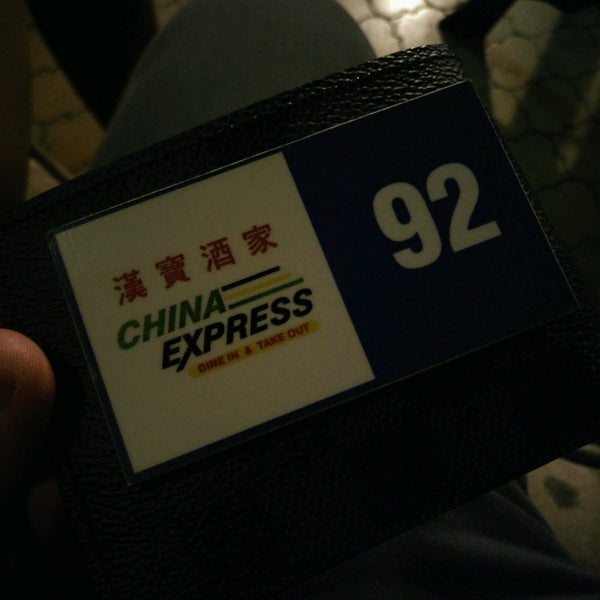 漢寶酒家
CHINA
EXPRESS
DINE IN & TAKE OUT
92